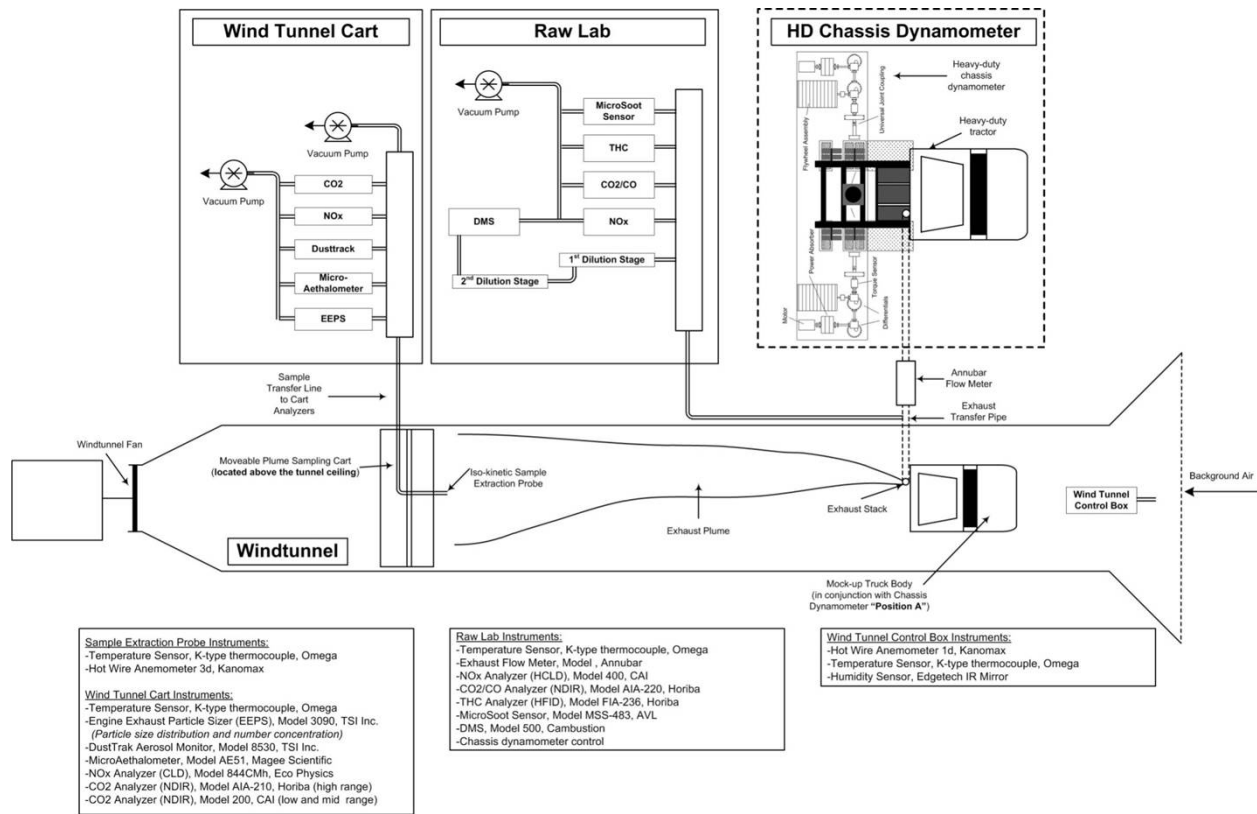 Wind Tunnel Cart
Vacuum Pump
Vacuum Pump
CO2
NOx
Dusttrack
Micro-
Aethalometer
EEPS
Raw Lab
Vacuum Pump
MicroSoot
Sensor
THC
CO2/CO
DMS
NOx
1st Dilution Stage
2nd Dilution Stage
HD Chassis Dynamometer
Heavy-duty
chassis
dynamometer
Universal Joint Coupling
Flywheel Assembly
Heavy-duty
tractor
Power Absorber
Torque Sensor
Motor
Differentials
Sample
Transfer Line
to Cart
Analyzers
Annubar
Flow Meter
Exhaust
Transfer Pipe
Windtunnel Fan
Moveable Plume Sampling Cart
(located above the tunnel ceiling)
Iso-kinetic Sample
Extraction Probe
Exhaust Plume
Exhaust Stack
Wind Tunnel
Control Box
Background Air
Windtunnel
Mock-up Truck Body
(in conjunction with Chassis
Dynamometer “Position A”)
Sample Extraction Probe Instruments:
-Temperature Sensor, K-type thermocouple, Omega
-Hot Wire Anemometer 3d, Kanomax
Wind Tunnel Cart Instruments:
-Temperature Sensor, K-type thermocouple, Omega
-Engine Exhaust Particle Sizer (EEPS), Model 3090, TSI Inc.
(Particle size distribution and number concentration)
-DustTrak Aerosol Monitor, Model 8530, TSI Inc.
-MicroAethalometer, Model AE51, Magee Scientific
-NOx Analyzer (CLD), Model 844CMh, Eco Physics
-CO2 Analyzer (NDIR), Model AIA-210, Horiba (high range)
-CO2 Analyzer (NDIR), Model 200, CAI (low and mid range)
Raw Lab Instruments:
-Temperature Sensor, K-type thermocouple, Omega
-Exhaust Flow Meter, Model , Annubar
-NOx Analyzer (HCLD), Model 400, CAI
-CO2/CO Analyzer (NDIR), Model AIA-220, Horiba
-THC Analyzer (HFID), Model FIA-236, Horiba
-MicroSoot Sensor, Model MSS-483, AVL
-DMS, Model 500, Cambustion
-Chassis dynamometer control
Wind Tunnel Control Box Instruments:
-Hot Wire Anemometer 1d, Kanomax
-Temperature Sensor, K-type thermocouple, Omega
-Humidity Sensor, Edgetech IR Mirror